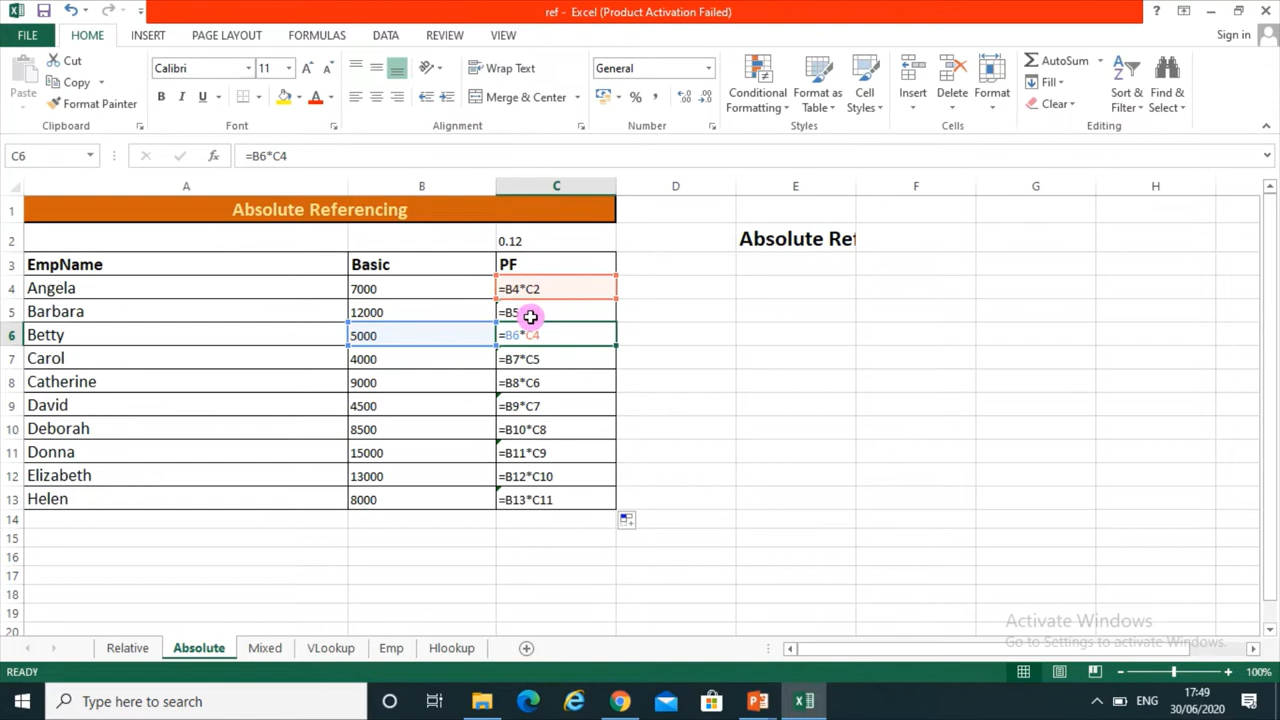 ref - Excel (Product Activation Failed)
FILE HOME INSERT PAGE LAYOUT FORMULAS DATA REVIEW VIEW Sign in
Paste
Cut
Copy
Format Painter
Clipboard
Calibri 11
B I U
Font
Wrap Text
Merge & Center
Alignment
General
Number
Conditional Formatting
Format as Table
Cell Styles
Styles
Insert
Delete
Format
Cells
AutoSum
Fill
Clear
Sort & Filter
Find & Select
Editing
C6 =B6*C4
A B C D E F G H
1 Absolute Referencing
2 0.12 Absolute Ref
3 EmpName Basic PF
4 Angela 7000 =B4*C2
5 Barbara 12000 =B5
6 Betty 5000 =B6*C4
7 Carol 4000 =B7*C5
8 Catherine 9000 =B8*C6
9 David 4500 =B9*C7
10 Deborah 8500 =B10*C8
11 Donna 15000 =B11*C9
12 Elizabeth 13000 =B12*C10
13 Helen 8000 =B13*C11
14
15
16
17
18
19
20
Activate Windows
Go to Settings to activate Windows.
Relative Absolute Mixed VLookup Emp Hlookup
READY 100%
Type here to search
ENG
17:49
30/06/2020